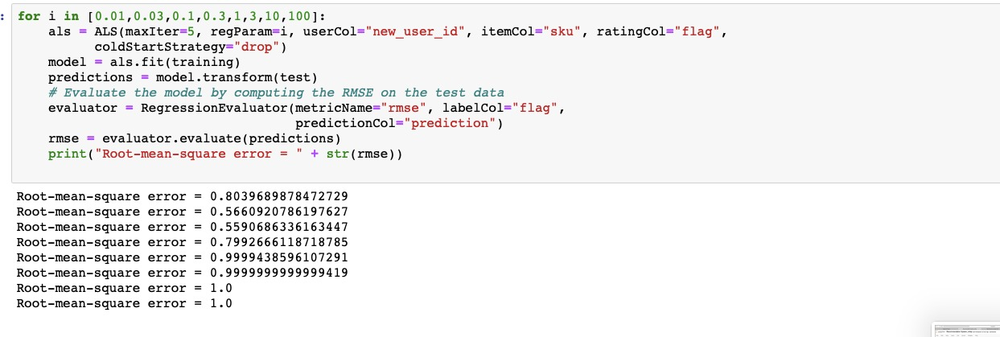 : for i in [0.01,0.03,0.1,0.3,1,3,10,100]:
als = ALS(maxIter=5, regParam=i, userCol="new_user_id", itemCol="sku", ratingCol="flag",
coldStartStrategy="drop")
model = als.fit(training)
predictions = model.transform(test)
# Evaluate the model by computing the RMSE on the test data
evaluator = RegressionEvaluator(metricName="rmse", labelCol="flag",
predictionCol="prediction")
rmse = evaluator.evaluate(predictions)
print("Root-mean-square error = " + str(rmse))
Root-mean-square error = 0.8039689878472729
Root-mean-square error = 0.5660920786197627
Root-mean-square error = 0.5590686336163447
Root-mean-square error = 0.7992666118718785
Root-mean-square error = 0.9999438596107291
Root-mean-square error = 0.9999999999999419
Root-mean-square error = 1.0
Root-mean-square error = 1.0